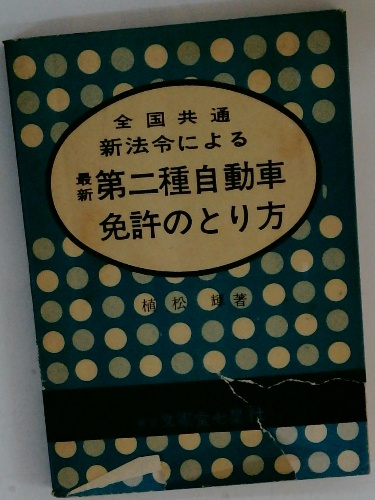 全国共通
新法令による
最新 第二種自動車
免許のとり方
植松 輝著